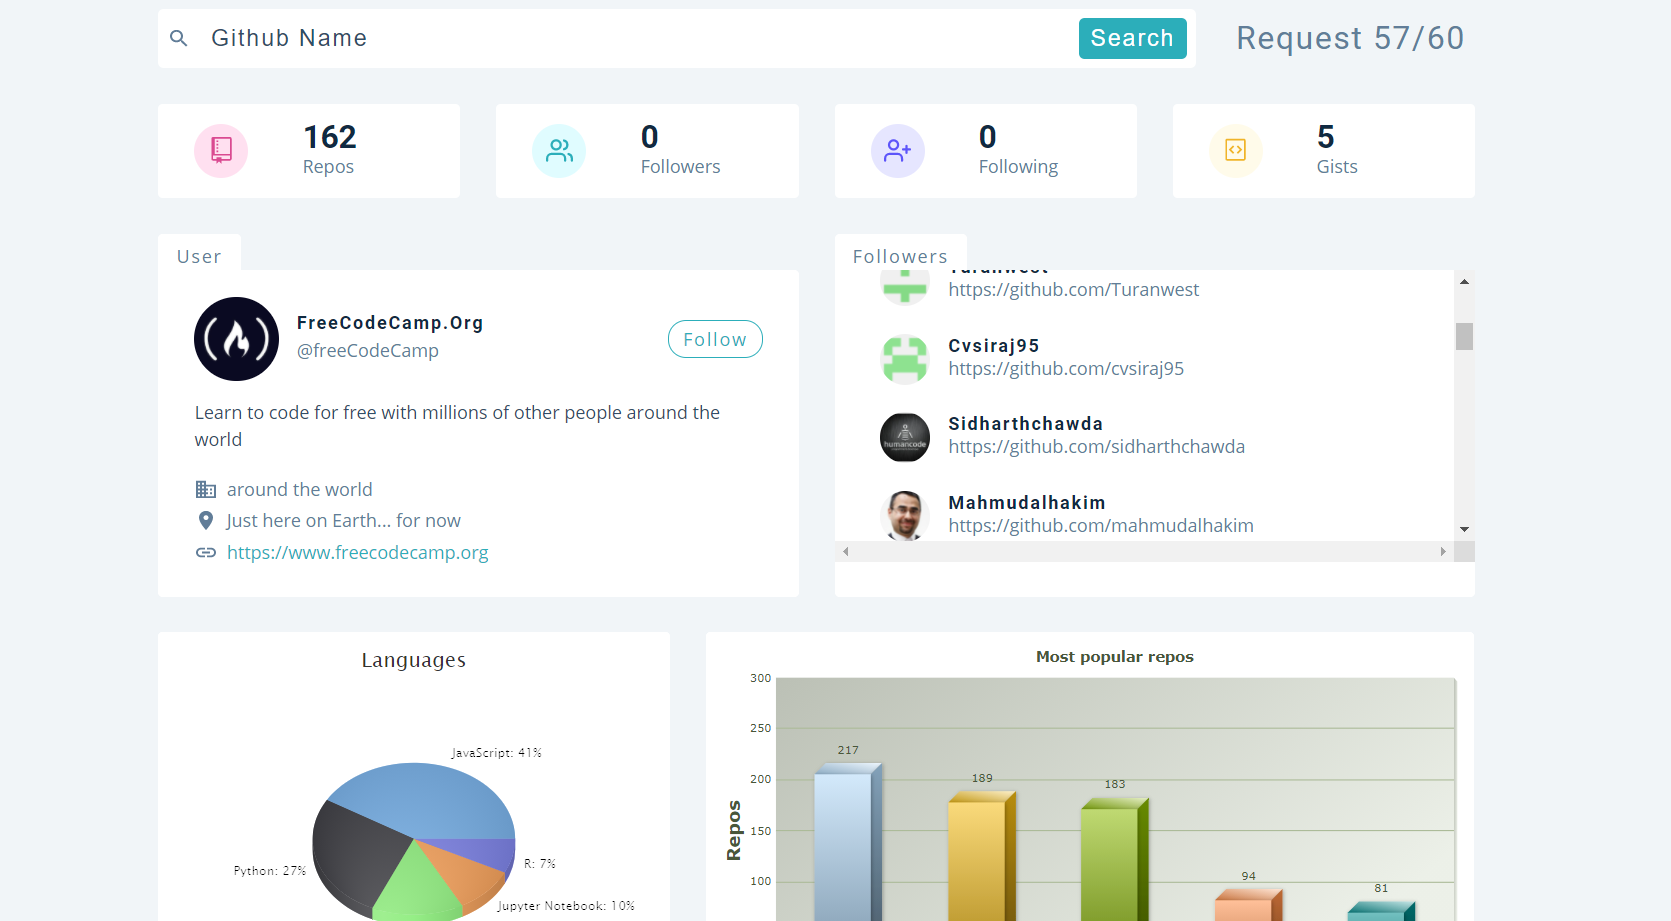 Github Name
Search
Request 57/60
162
Repos
0
Followers
0
Following
5
Gists
User
FreeCodeCamp.Org
@freeCodeCamp
Follow
Learn to code for free with millions of other people around the
world
around the world
Just here on Earth... for now
https://www.freecodecamp.org
Followers
Turanwest
https://github.com/Turanwest
Cvsiraj95
https://github.com/cvsiraj95
humancode
Sidharthchawda
https://github.com/sidharthchawda
Mahmudalhakim
https://github.com/mahmudalhakim
Languages
JavaScript: 41%
Python: 27%
R: 7%
Jupyter Notebook: 10%
Most popular repos
Repos
300
250
200
150
100
217
189
183
94
81